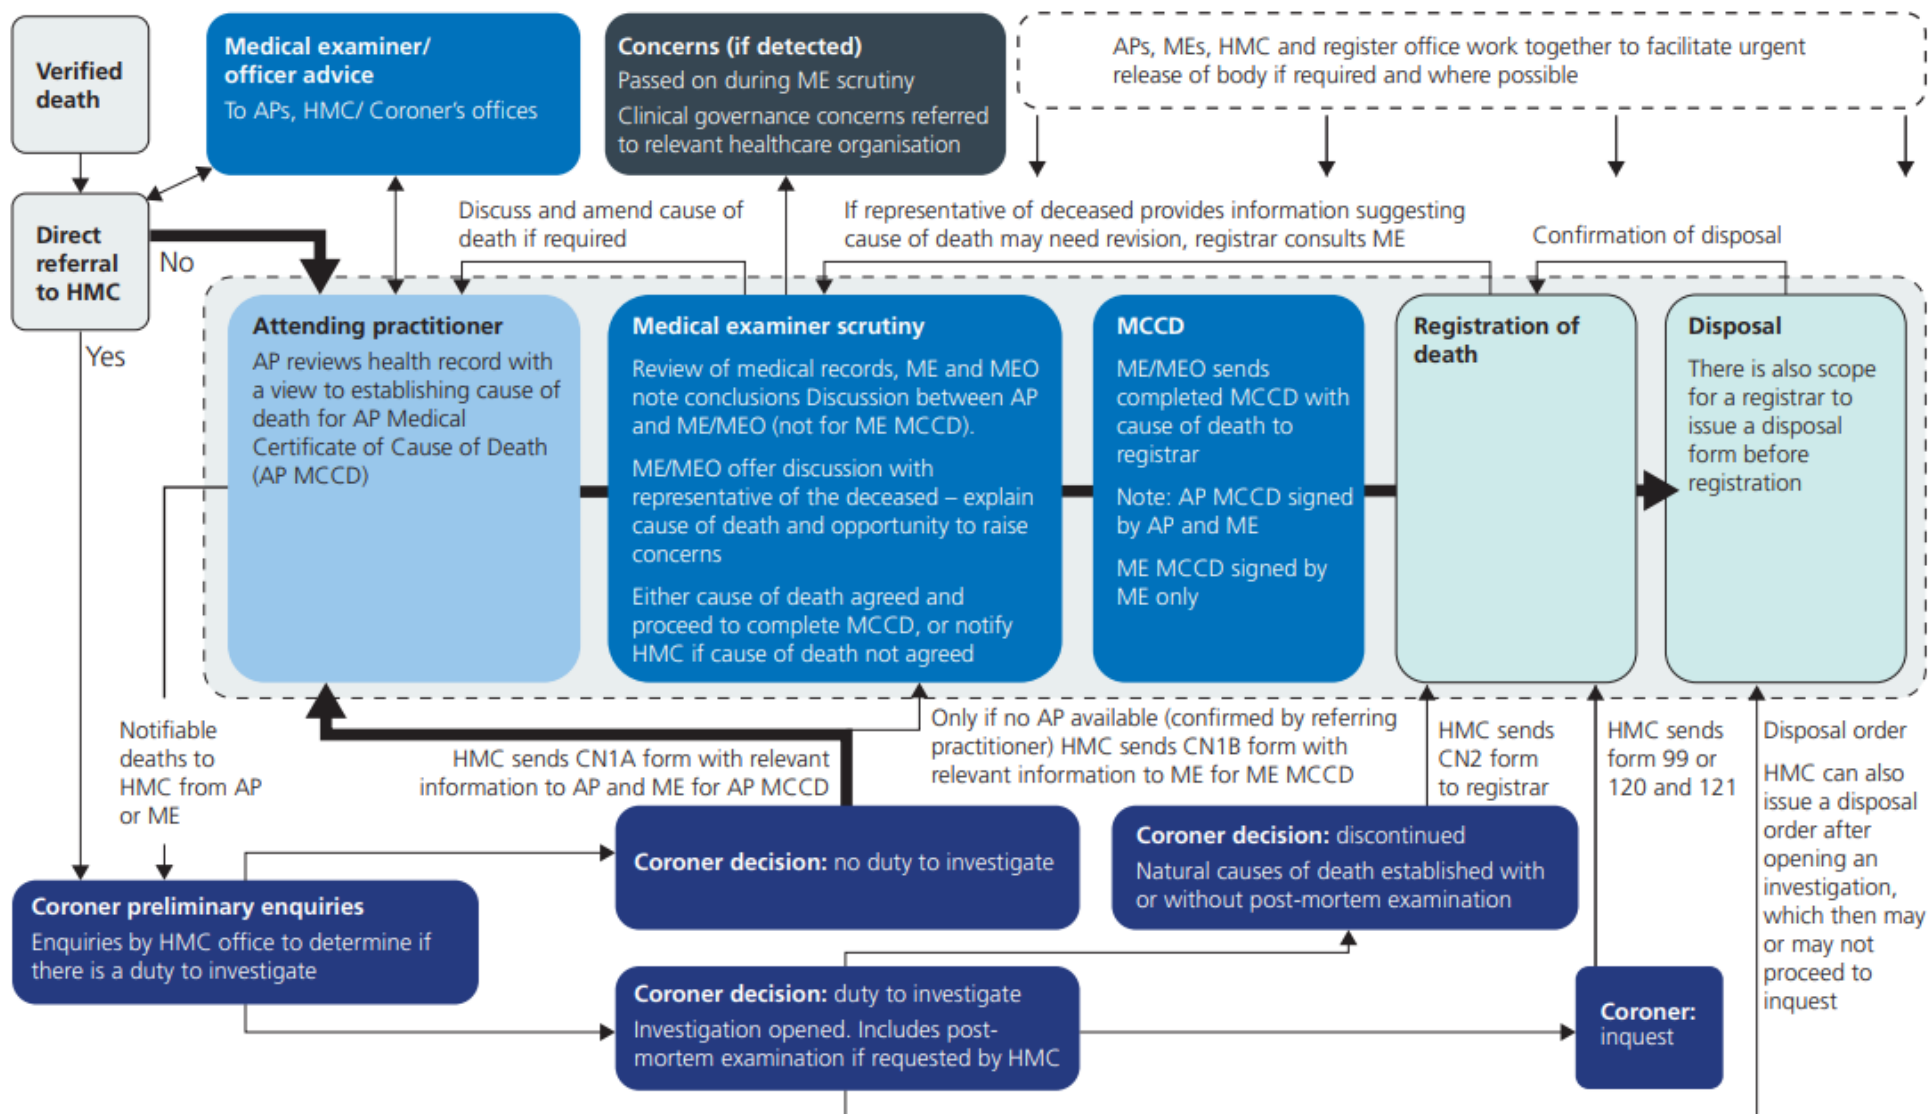 Verified
death
Medical examiner/
officer advice
To APs, HMC/ Coroner's offices
Concerns (if detected)
Passed on during ME scrutiny
Clinical governance concerns referred
to relevant healthcare organisation
APs, MEs, HMC and register office work together to facilitate urgent
release of body if required and where possible
Direct
referral
to HMC
No
Yes
Discuss and amend cause of
death if required
If representative of deceased provides information suggesting
cause of death may need revision, registrar consults ME
Confirmation of disposal
Attending practitioner
AP reviews health record with
a view to establishing cause of
death for AP Medical
Certificate of Cause of Death
(AP MCCD)
Medical examiner scrutiny
Review of medical records, ME and MEO
note conclusions Discussion between AP
and ME/MEO (not for ME MCCD).
ME/MEO offer discussion with
representative of the deceased – explain
cause of death and opportunity to raise
concerns
Either cause of death agreed and
proceed to complete MCCD, or notify
HMC if cause of death not agreed
MCCD
ME/MEO sends
completed MCCD with
cause of death to
registrar
Note: AP MCCD signed
by AP and ME
ME MCCD signed by
ME only
Registration of
death
Disposal
There is also scope
for a registrar to
issue a disposal
form before
registration
Notifiable
deaths to
HMC from AP
or ME
HMC sends CN1A form with relevant
information to AP and ME for AP MCCD
Only if no AP available (confirmed by referring
practitioner) HMC sends CN1B form with
relevant information to ME for ME MCCD
HMC sends
CN2 form
to registrar
HMC sends
form 99 or
120 and 121
Disposal order
HMC can also
issue a disposal
order after
opening an
investigation,
which then may
or may not
proceed to
inquest
Coroner preliminary enquiries
Enquiries by HMC office to determine if
there is a duty to investigate
Coroner decision: no duty to investigate
Coroner decision: discontinued
Natural causes of death established with
or without post-mortem examination
Coroner decision: duty to investigate
Investigation opened. Includes post-
mortem examination if requested by HMC
Coroner:
inquest